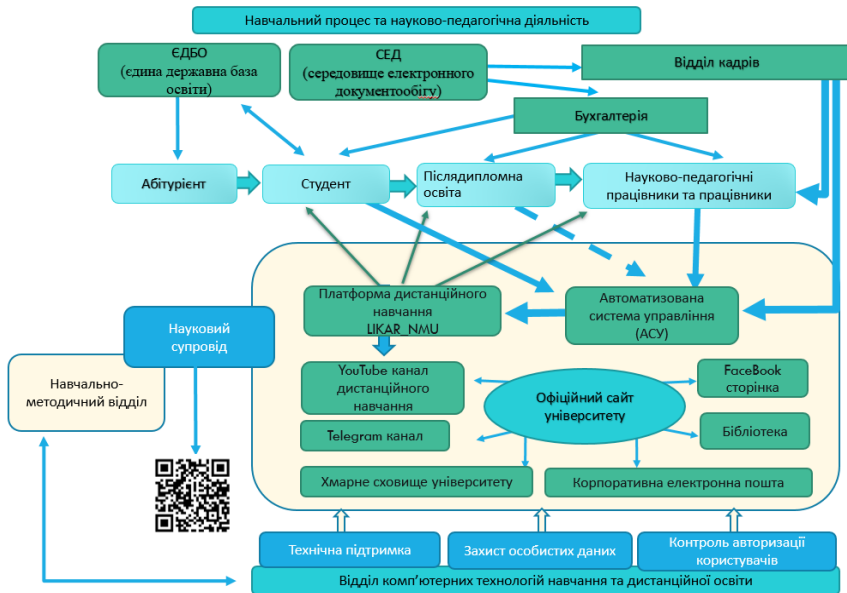 Навчальний процес та науково-педагогічна діяльність
ЄДБО
(єдина державна база
освіти)
СЕД
(середовище електронного
документообігу)
Відділ кадрів
Бухгалтерія
Абітурієнт
Студент
Післядипломна
освіта
Науково-педагогічні
працівники та працівники
Платформа дистанційного
навчання
LIKAR_NMU
Автоматизована
система управління
(АСУ)
Науковий
супровід
Навчально-
методичний відділ
YouTube канал
дистанційного
навчання
Офіційний сайт
університету
FaceBook
сторінка
Telegram канал
Бібліотека
Хмарне сховище університету
Корпоративна електронна пошта
Технічна підтримка
Захист особистих даних
Контроль авторизації
користувачів
Відділ комп’ютерних технологій навчання та дистанційної освіти